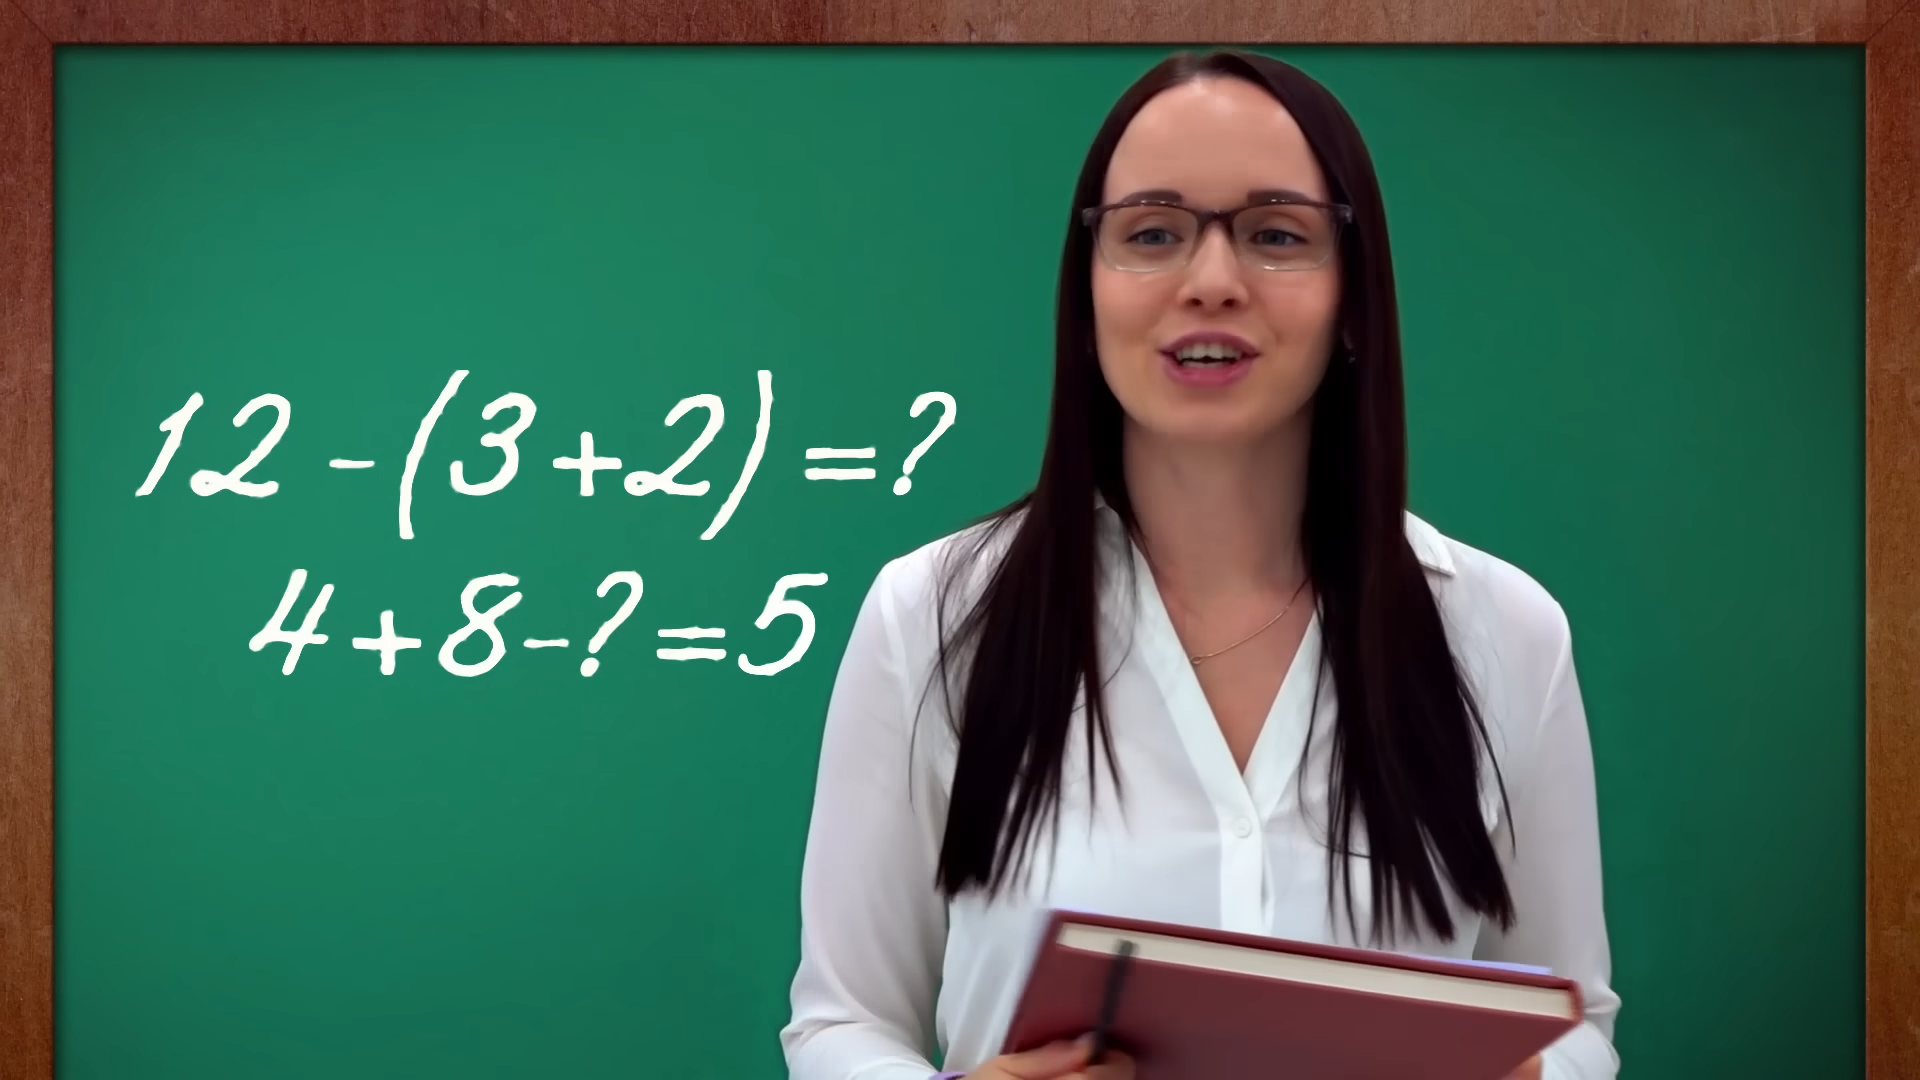 12 - (3 + 2) = ?
4 + 8 - ? = 5